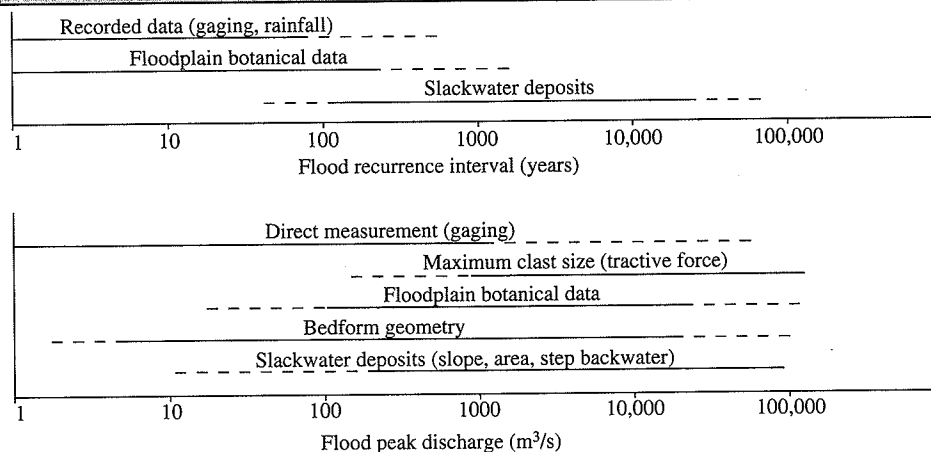 Recorded data (gaging, rainfall)
Floodplain botanical data
Slackwater deposits
1 10 100 1000 10,000 100,000
Flood recurrence interval (years)
Direct measurement (gaging)
Maximum clast size (tractive force)
Floodplain botanical data
Bedform geometry
Slackwater deposits (slope, area, step backwater)
1 10 100 1000 10,000 100,000
Flood peak discharge (m³/s)